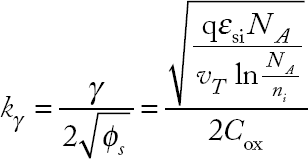 k_γ = γ / (2√ϕ_s) = √(qε_si N_A / (v_T ln (N_A / n_i))) / (2C_ox)